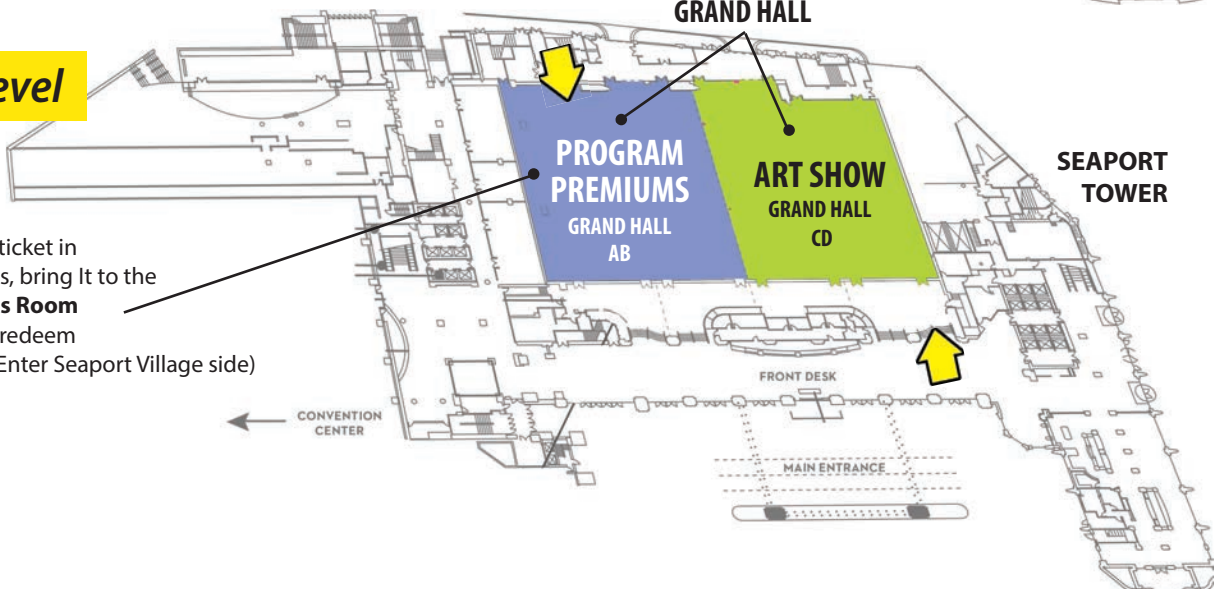 GRAND HALL
evel
PROGRAM
PREMIUMS
GRAND HALL
AB
ART SHOW
GRAND HALL
CD
SEAPORT
TOWER
ticket in
s, bring It to the
s Room
redeem
Enter Seaport Village side)
FRONT DESK
CONVENTION
CENTER
MAIN ENTRANCE